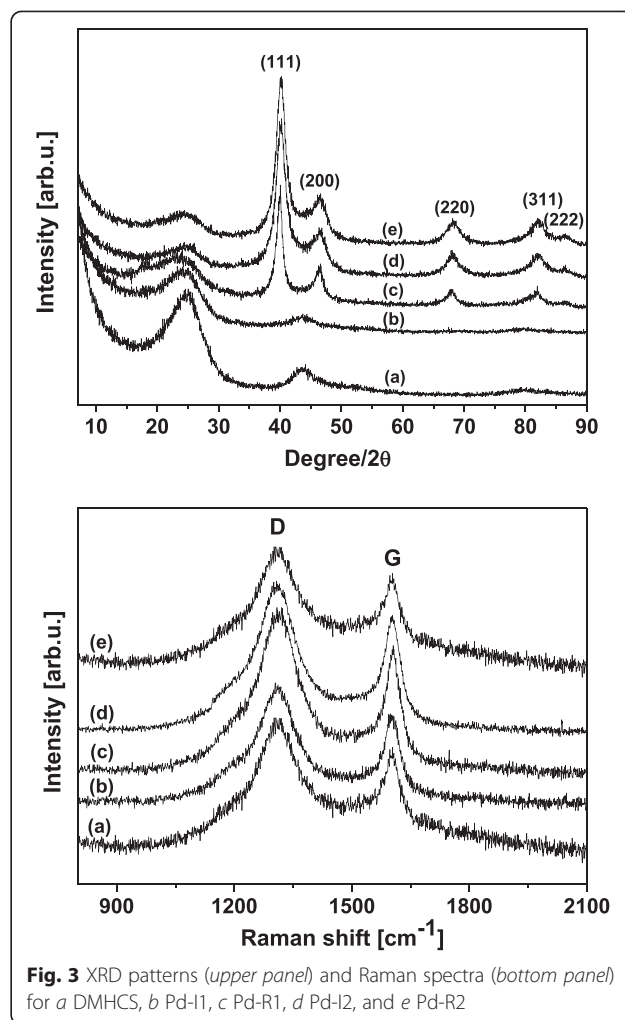 Intensity [arb.u.]
(111)
(200)
(220)
(311)
(222)
(e)
(d)
(c)
(b)
(a)
10 20 30 40 50 60 70 80 90
Degree/2θ
Intensity [arb.u.]
D
G
(e)
(d)
(c)
(b)
(a)
900 1200 1500 1800 2100
Raman shift [cm⁻¹]
Fig. 3 XRD patterns (upper panel) and Raman spectra (bottom panel)
for a DMHCS, b Pd-I1, c Pd-R1, d Pd-I2, and e Pd-R2